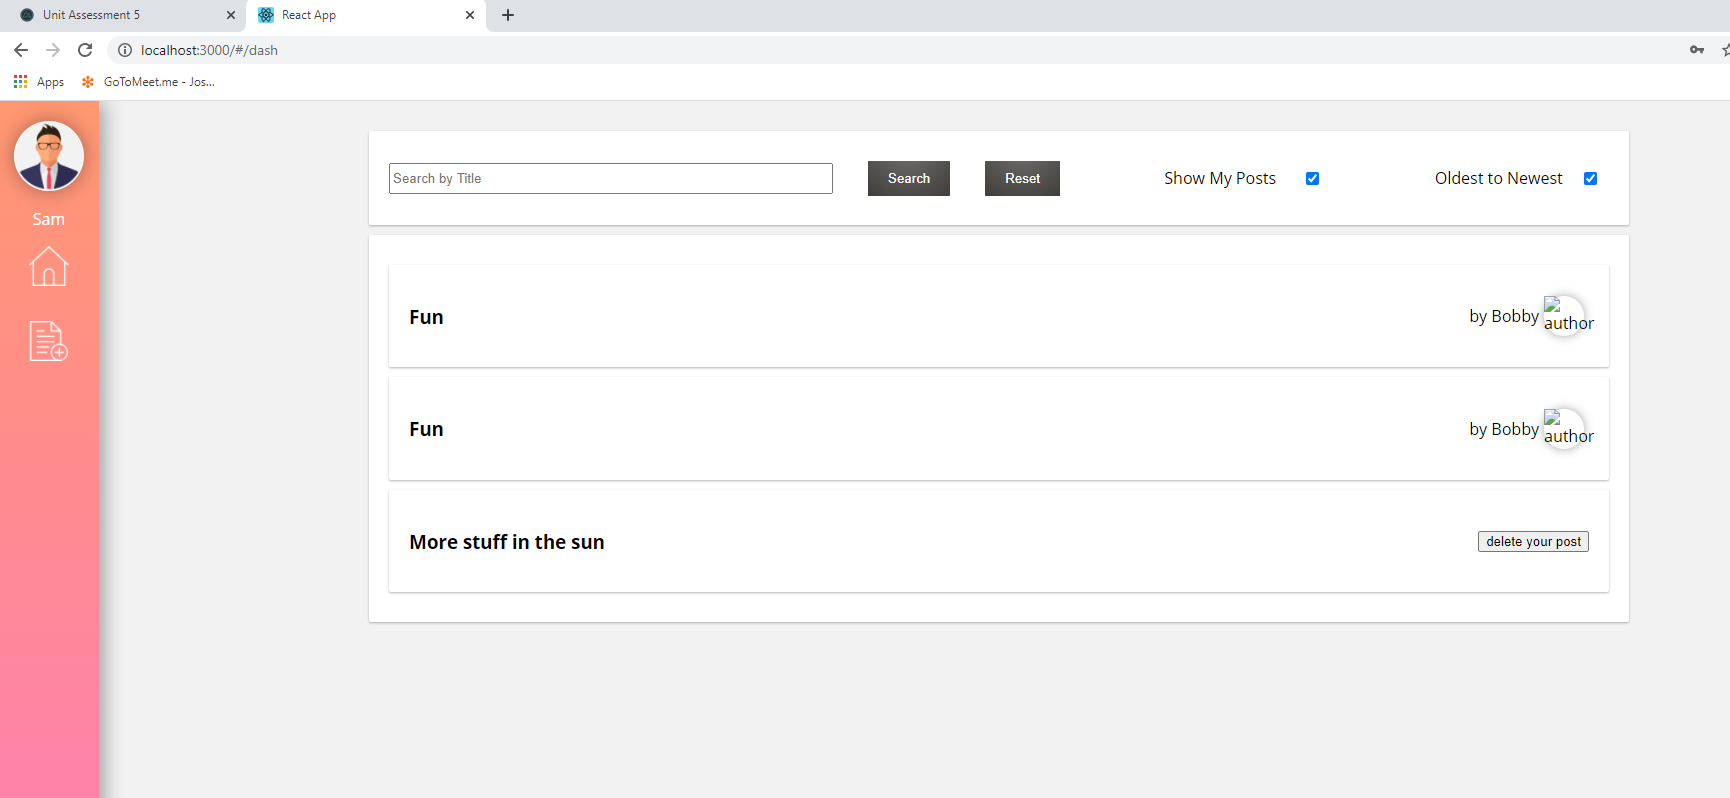 Unit Assessment 5
React App
localhost:3000/#/dash
Apps GoToMeet.me - Jos...
Sam
Search by Title Search Reset Show My Posts Oldest to Newest
Fun by Bobby author
Fun by Bobby author
More stuff in the sun delete your post